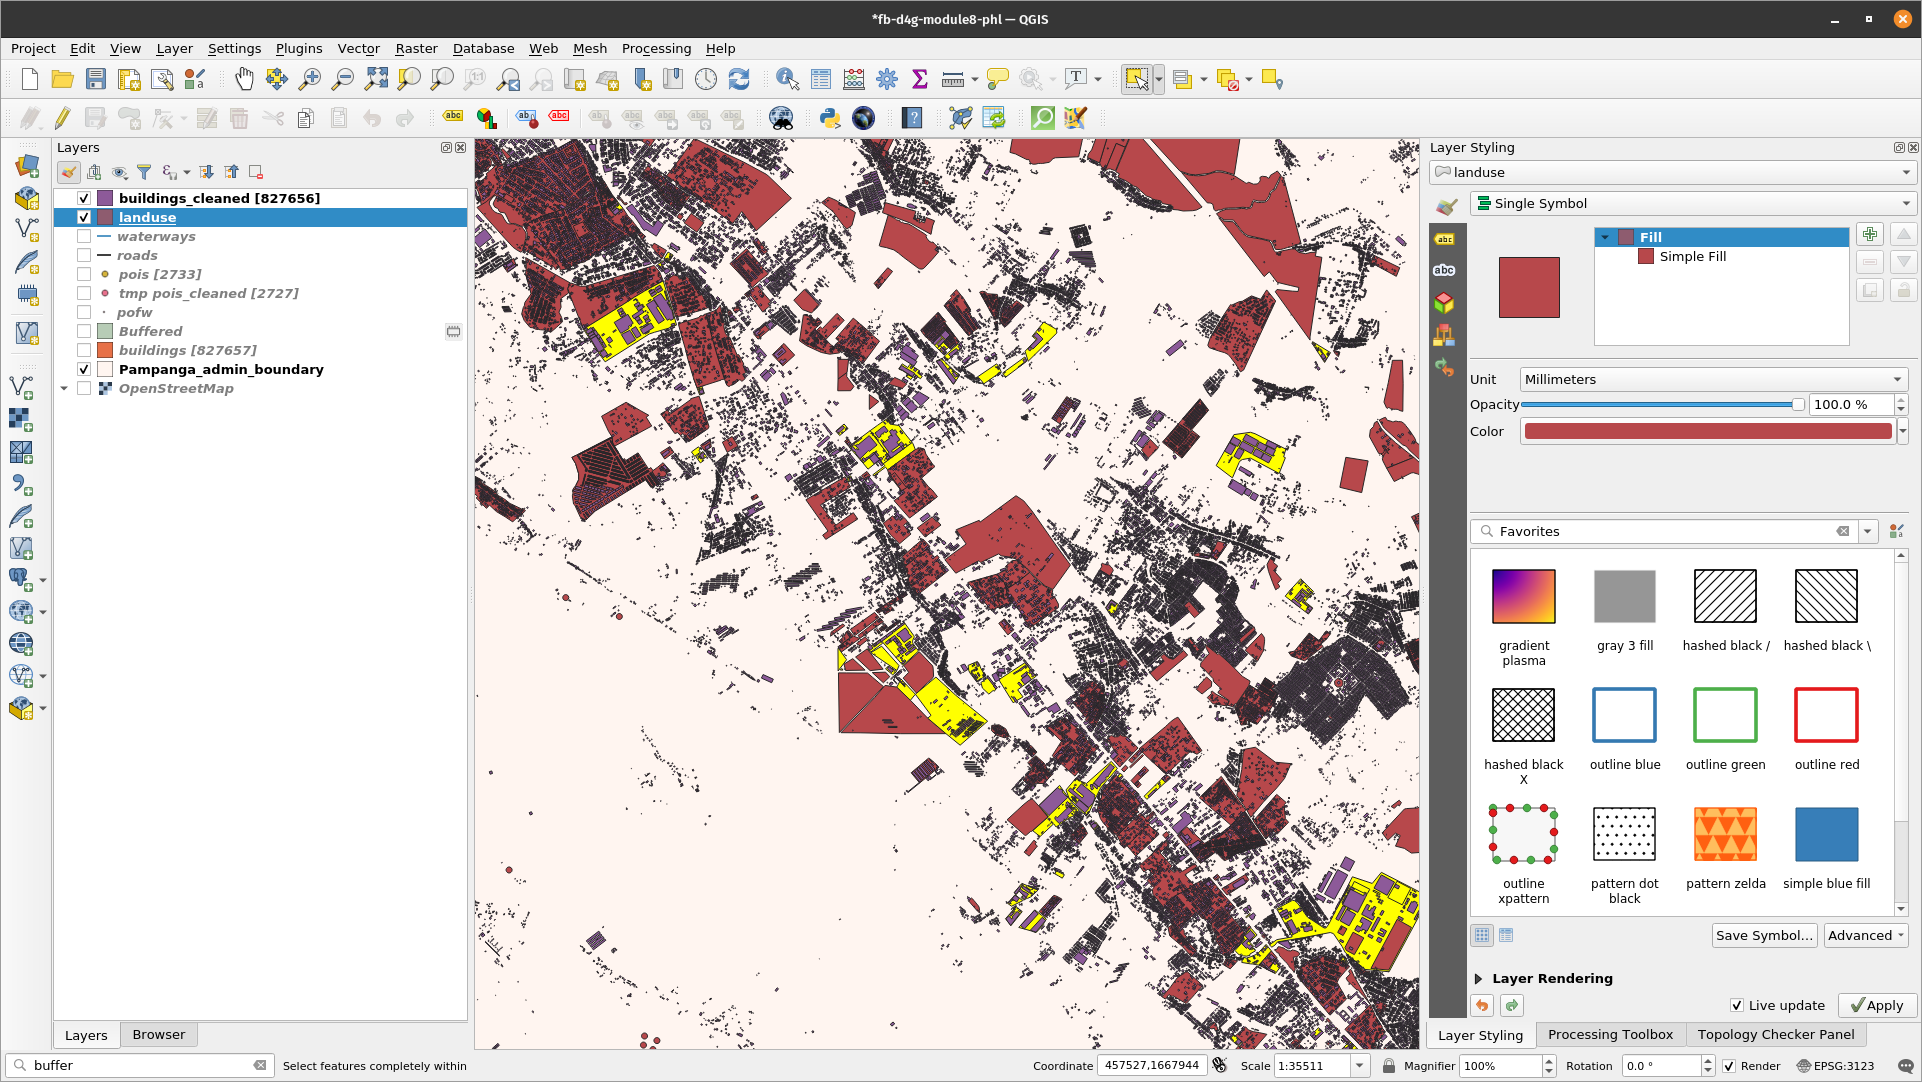 *fb-d4g-module8-phl — QGIS
Project Edit View Layer Settings Plugins Vector Raster Database Web Mesh Processing Help
Layers
buildings_cleaned [827656]
landuse
waterways
roads
pois [2733]
tmp pois_cleaned [2727]
pofw
Buffered
buildings [827657]
Pampanga_admin_boundary
OpenStreetMap
Layers Browser
Layer Styling
landuse
Single Symbol
Fill
Simple Fill
Unit Millimeters
Opacity 100.0 %
Color
Favorites
gradient plasma
gray 3 fill
hashed black /
hashed black \
hashed black X
outline blue
outline green
outline red
outline xpattern
pattern dot black
pattern zelda
simple blue fill
Save Symbol... Advanced
Layer Rendering
Live update Apply
Layer Styling Processing Toolbox Topology Checker Panel
buffer Select features completely within Coordinate 457527,1667944 Scale 1:35511 Magnifier 100% Rotation 0.0 ° Render EPSG:3123